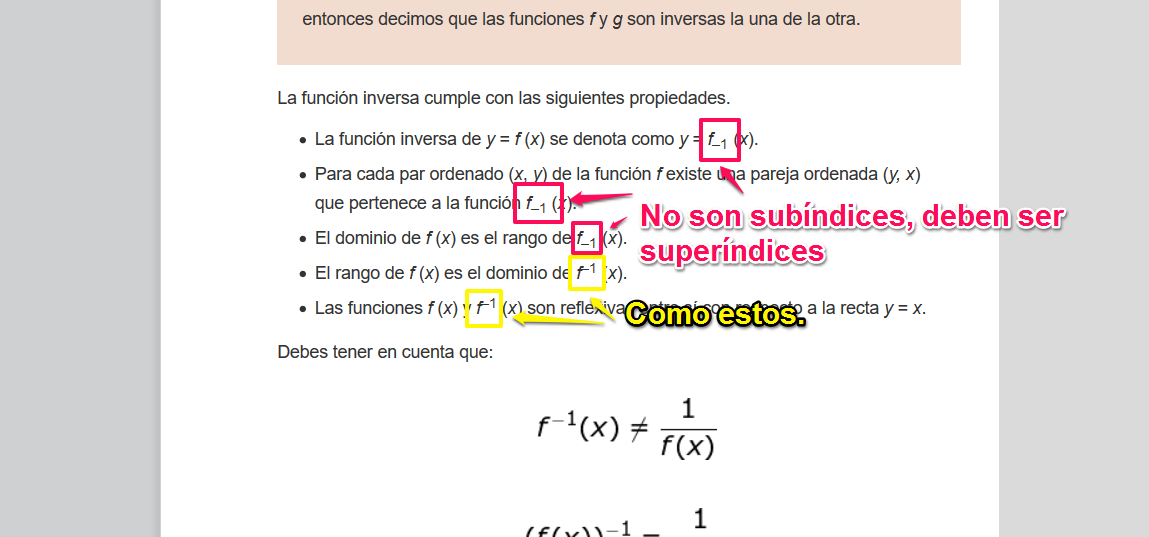 entonces decimos que las funciones f y g son inversas la una de la otra.
La función inversa cumple con las siguientes propiedades.
• La función inversa de y = f (x) se denota como y = f₋₁ (x).
• Para cada par ordenado (x, y) de la función f existe una pareja ordenada (y, x)
que pertenece a la función f₋₁ (x).
No son subíndices, deben ser
superíndices
• El dominio de f (x) es el rango de f₋₁ (x).
• El rango de f (x) es el dominio de f⁻¹ (x).
• Las funciones f (x) y f⁻¹ (x) son reflexivas entre sí con respecto a la recta y = x.
Como estos.
Debes tener en cuenta que:
f⁻¹(x) ≠ 1/f(x)
(f(x))⁻¹ = 1